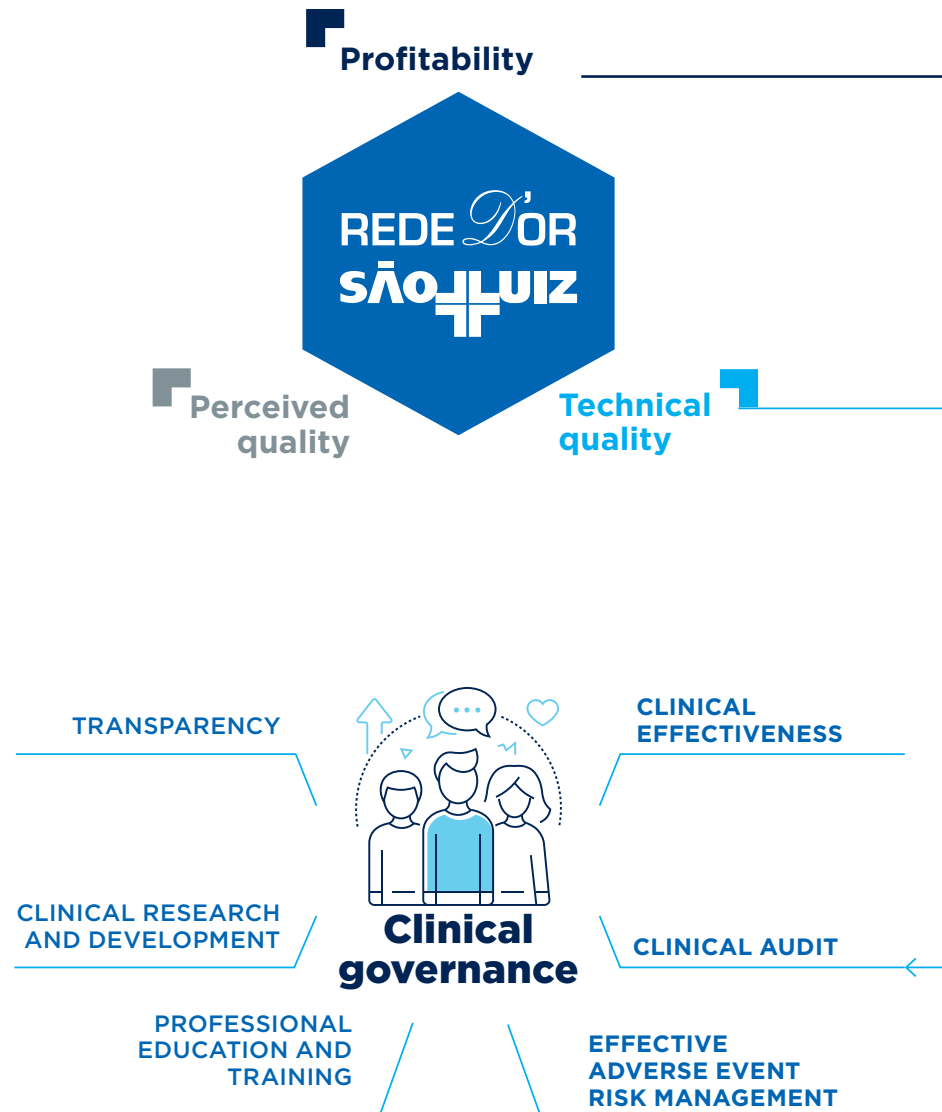 Profitability
REDE D'OR
SÃO LUIZ
Perceived
quality
Technical
quality
TRANSPARENCY
CLINICAL
EFFECTIVENESS
CLINICAL RESEARCH
AND DEVELOPMENT
Clinical
governance
CLINICAL AUDIT
PROFESSIONAL
EDUCATION AND
TRAINING
EFFECTIVE
ADVERSE EVENT
RISK MANAGEMENT